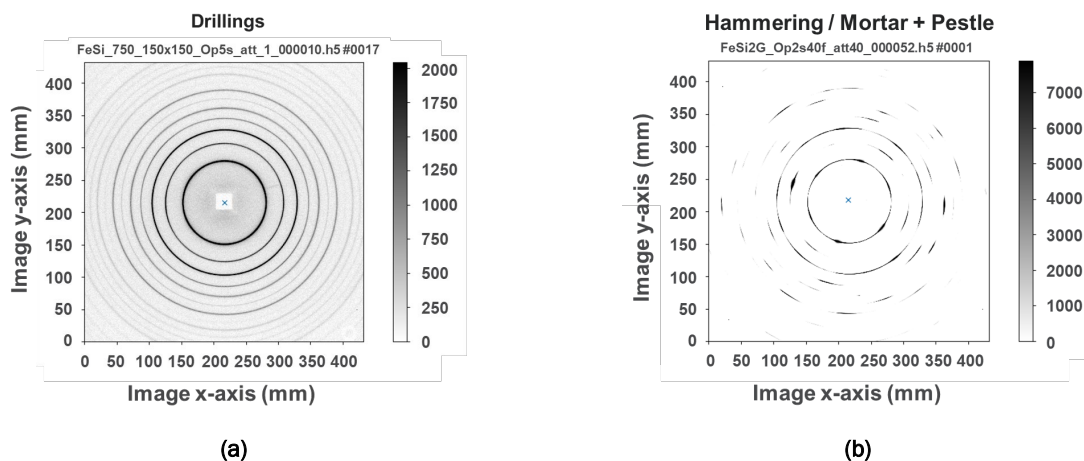 Drillings
FeSi_750_150x150_Op5s_att_1_000010.h5 #0017
400
350
300
250
200
150
100
50
0
0 50 100 150 200 250 300 350 400
Image y-axis (mm)
Image x-axis (mm)
2000
1750
1500
1250
1000
750
500
250
0
(a)
Hammering / Mortar + Pestle
FeSi2G_Op2s40f_att40_000052.h5 #0001
400
350
300
250
200
150
100
50
0
0 50 100 150 200 250 300 350 400
Image y-axis (mm)
Image x-axis (mm)
7000
6000
5000
4000
3000
2000
1000
0
(b)